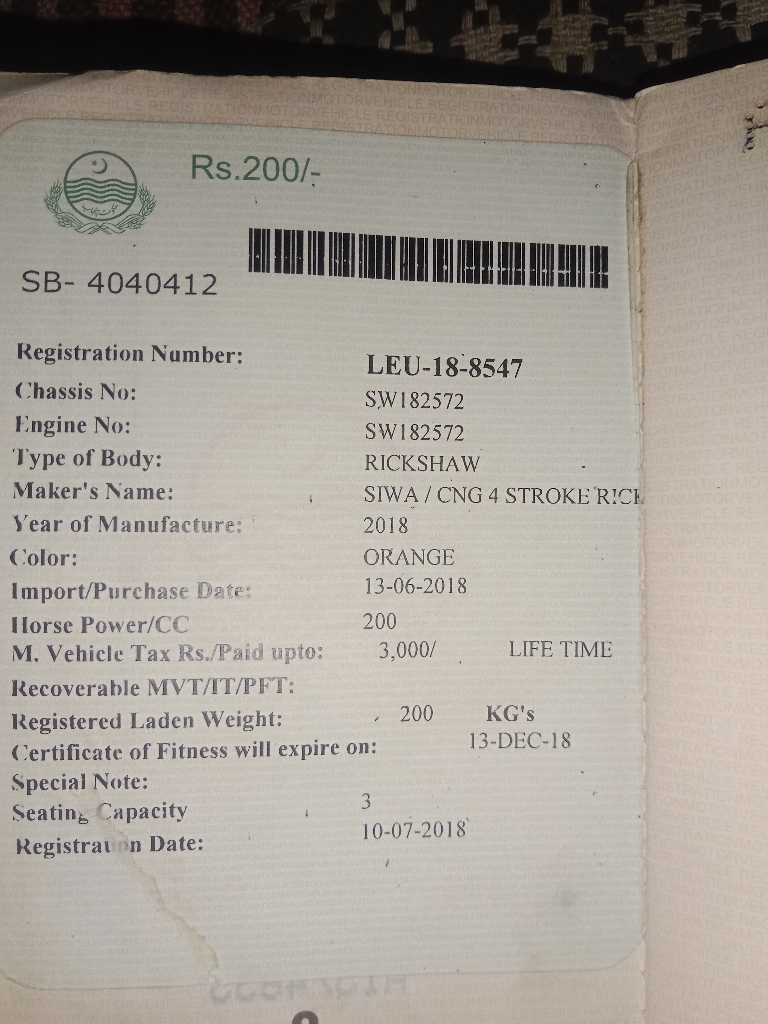 Rs.200/-
حکومت پنجاب
SB- 4040412
Registration Number: LEU-18-8547
Chassis No: SW182572
Engine No: SW182572
Type of Body: RICKSHAW
Maker's Name: SIWA / CNG 4 STROKE RICK
Year of Manufacture: 2018
Color: ORANGE
Import/Purchase Date: 13-06-2018
Horse Power/CC 200
M. Vehicle Tax Rs./Paid upto: 3,000/ LIFE TIME
Recoverable MVT/IT/PFT:
Registered Laden Weight: 200 KG's
Certificate of Fitness will expire on: 13-DEC-18
Special Note:
Seating Capacity 3
Registration Date: 10-07-2018